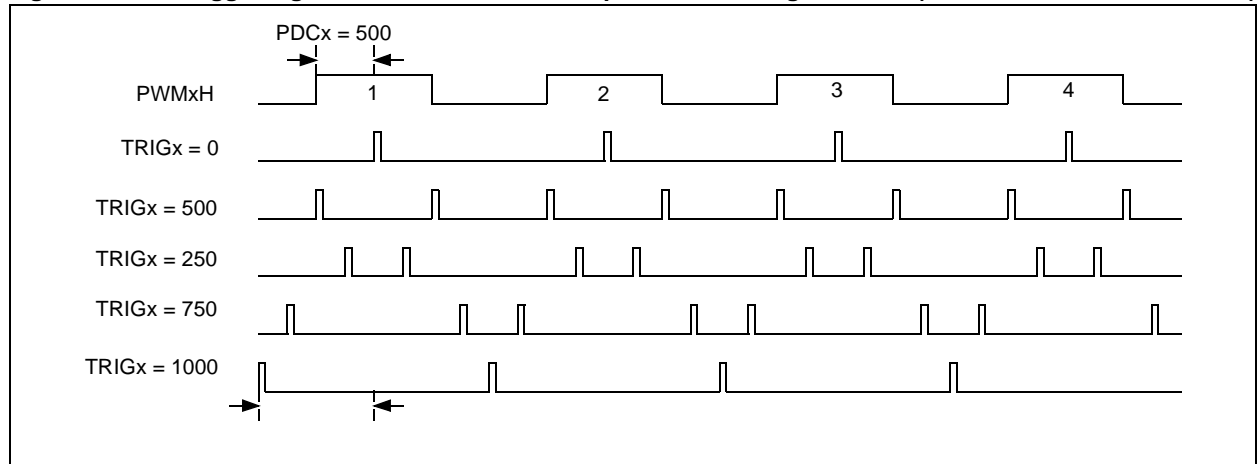 PDCx = 500
PWMxH
1 2 3 4
TRIGx = 0
TRIGx = 500
TRIGx = 250
TRIGx = 750
TRIGx = 1000